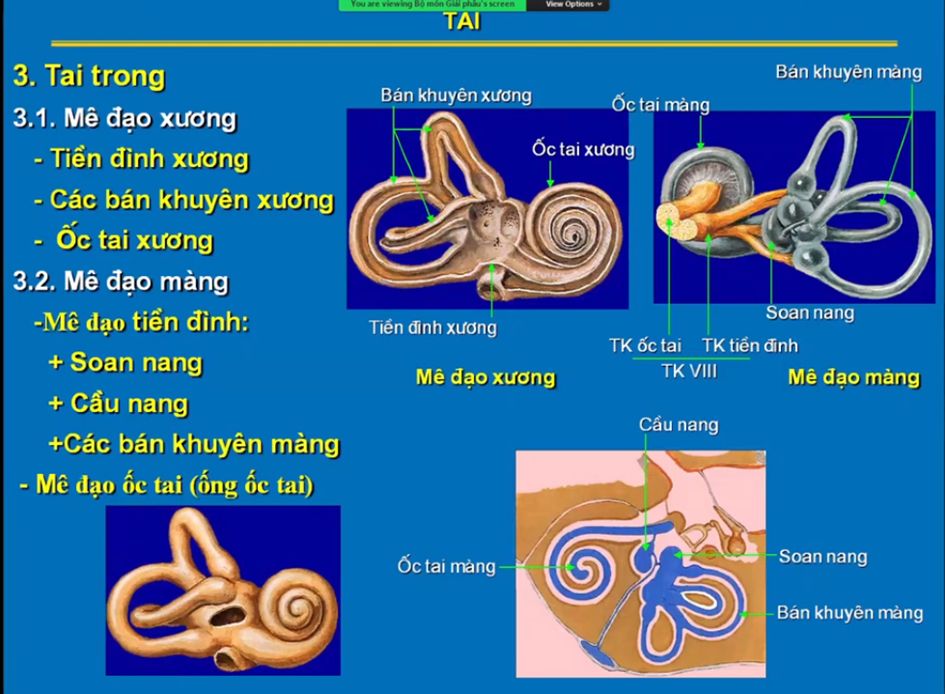 You are viewing Bộ môn Giải phẫu's screen
View Options
TAI
3. Tai trong
3.1. Mê đạo xương
- Tiền đình xương
- Các bán khuyên xương
- Ốc tai xương
3.2. Mê đạo màng
-Mê đạo tiền đình:
+ Soan nang
+ Cầu nang
+Các bán khuyên màng
- Mê đạo ốc tai (ống ốc tai)
Bán khuyên xương
Ốc tai xương
Tiền đình xương
Mê đạo xương
Bán khuyên màng
Ốc tai màng
Soan nang
TK ốc tai
TK tiền đình
TK VIII
Mê đạo màng
Cầu nang
Ốc tai màng
Soan nang
Bán khuyên màng